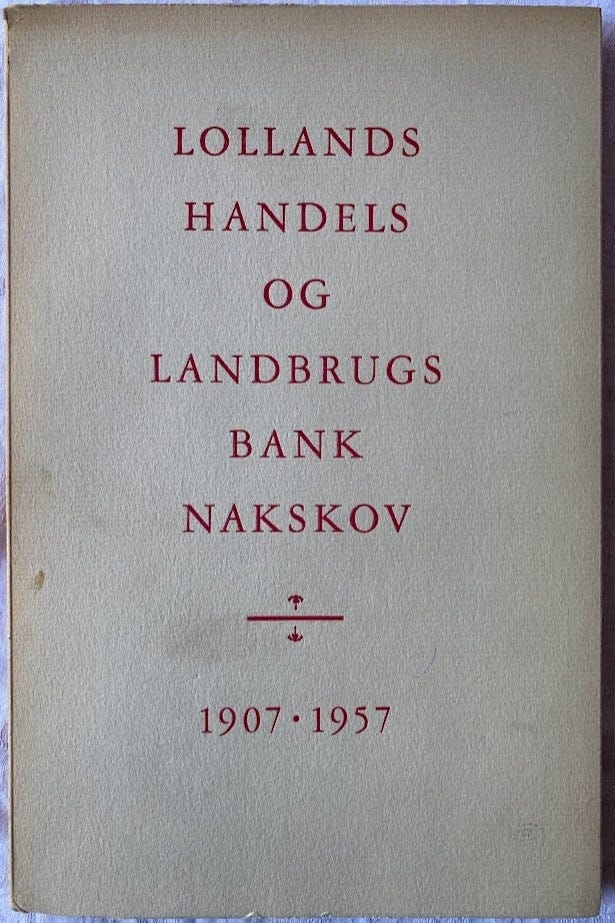 LOLLANDS
HANDELS
OG
LANDBRUGS
BANK
NAKSKOV
1907 · 1957